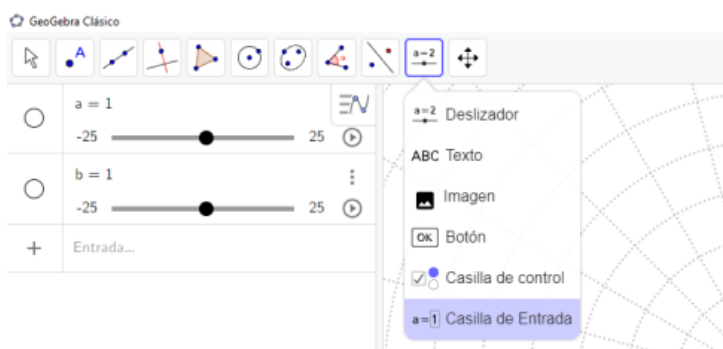 GeoGebra Clásico
A
a=2
a = 1
-25 25
b = 1
-25 25
+ Entrada...
a=2 Deslizador
ABC Texto
Imagen
OK Botón
Casilla de control
a=1 Casilla de Entrada